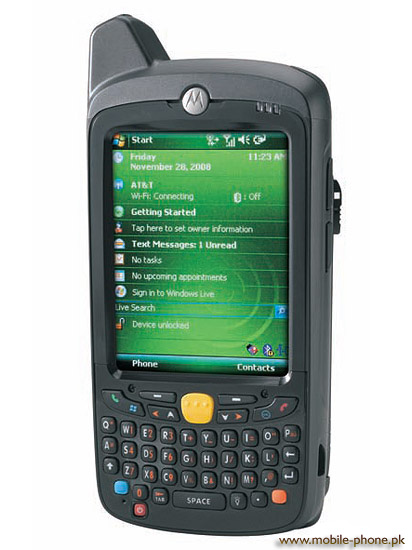 Start
Friday 11:23 AM
November 28, 2008
AT&T
Wi-Fi: Connecting : Off
Getting Started
Tap here to set owner information
Text Messages: 1 Unread
No tasks
No upcoming appointments
Sign in to Windows Live
Live Search
Device unlocked
Phone Contacts
Q W E R T Y U I O P
A S D F G H J K L
Z X C V B N M
TAB SPACE
www.mobile-phone.pk